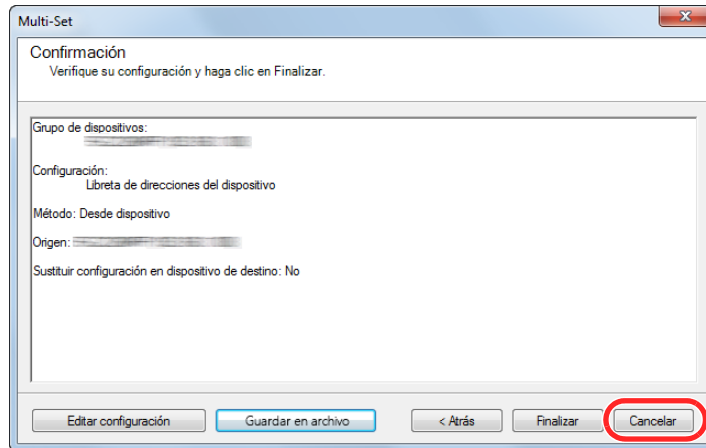 Multi-Set
Confirmación
Verifique su configuración y haga clic en Finalizar.
Grupo de dispositivos:
Configuración:
Libreta de direcciones del dispositivo
Método: Desde dispositivo
Origen:
Sustituir configuración en dispositivo de destino: No
Editar configuración Guardar en archivo < Atrás Finalizar Cancelar